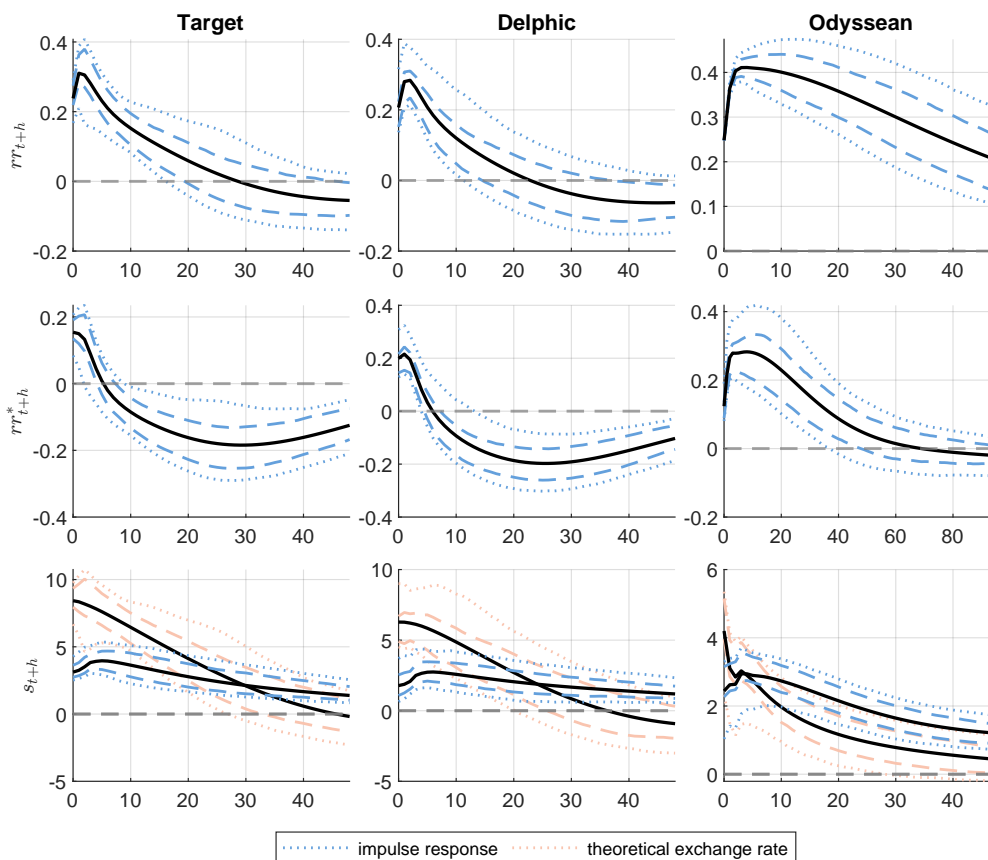 Target Delphic Odyssean
rr_{t+h}
0.4 0.2 0 -0.2
0 10 20 30 40
0.4 0.2 0 -0.2
0 10 20 30 40
0.4 0.3 0.2 0.1 0
0 10 20 30 40
rr^*_{t+h}
0.2 0 -0.2 -0.4
0 10 20 30 40
0.4 0.2 0 -0.2 -0.4
0 10 20 30 40
0.4 0.2 0 -0.2
0 20 40 60 80
s_{t+h}
10 5 0 -5
0 10 20 30 40
10 5 0 -5
0 10 20 30 40
6 4 2 0
0 10 20 30 40
impulse response theoretical exchange rate